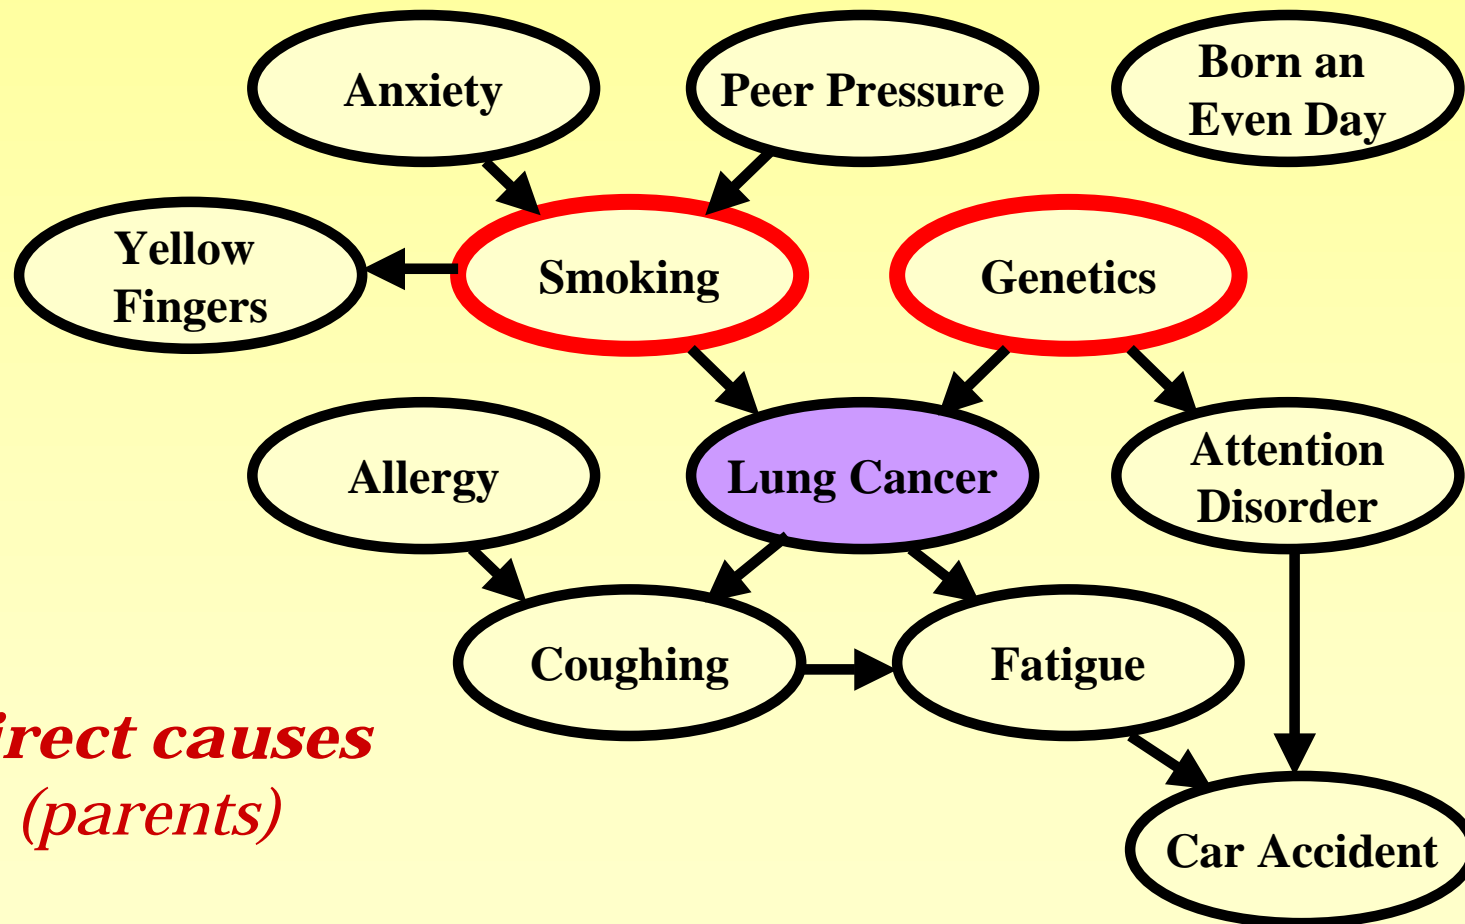 Anxiety
Peer Pressure
Born an
Even Day
Yellow
Fingers
Smoking
Genetics
Allergy
Lung Cancer
Attention
Disorder
Coughing
Fatigue
irect causes
(parents)
Car Accident